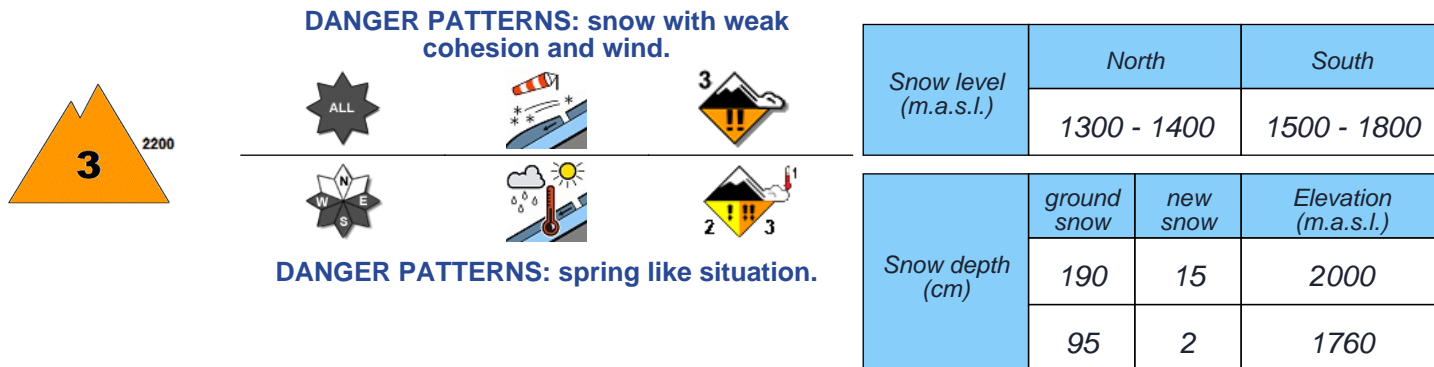 3
2200
DANGER PATTERNS: snow with weak
cohesion and wind.
ALL
3
!!
N
W E
S
1
! !!
2 3
DANGER PATTERNS: spring like situation.
Snow level
(m.a.s.l.)
North South
1300 - 1400 1500 - 1800
Snow depth
(cm)
ground
snow
new
snow
Elevation
(m.a.s.l.)
190 15 2000
95 2 1760